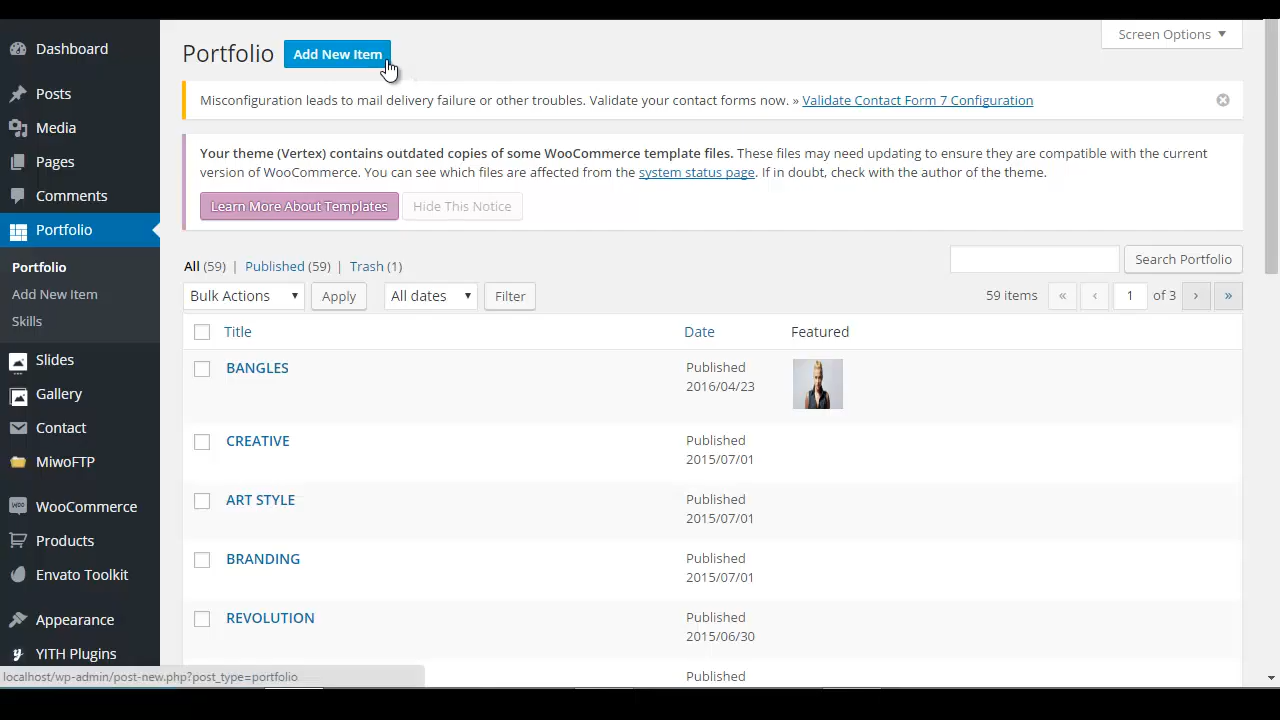 Dashboard
Posts
Media
Pages
Comments
Portfolio
Portfolio
Add New Item
Skills
Slides
Gallery
Contact
MiwoFTP
WooCommerce
Products
Envato Toolkit
Appearance
YITH Plugins
Screen Options ▼
Portfolio Add New Item
Misconfiguration leads to mail delivery failure or other troubles. Validate your contact forms now. » Validate Contact Form 7 Configuration
Your theme (Vertex) contains outdated copies of some WooCommerce template files. These files may need updating to ensure they are compatible with the current
version of WooCommerce. You can see which files are affected from the system status page. If in doubt, check with the author of the theme.
Learn More About Templates Hide This Notice
All (59) | Published (59) | Trash (1)
Search Portfolio
Bulk Actions Apply All dates Filter 59 items « ‹ 1 of 3 › »
Title Date Featured
BANGLES Published
2016/04/23
CREATIVE Published
2015/07/01
ART STYLE Published
2015/07/01
BRANDING Published
2015/07/01
REVOLUTION Published
2015/06/30
Published
localhost/wp-admin/post-new.php?post_type=portfolio